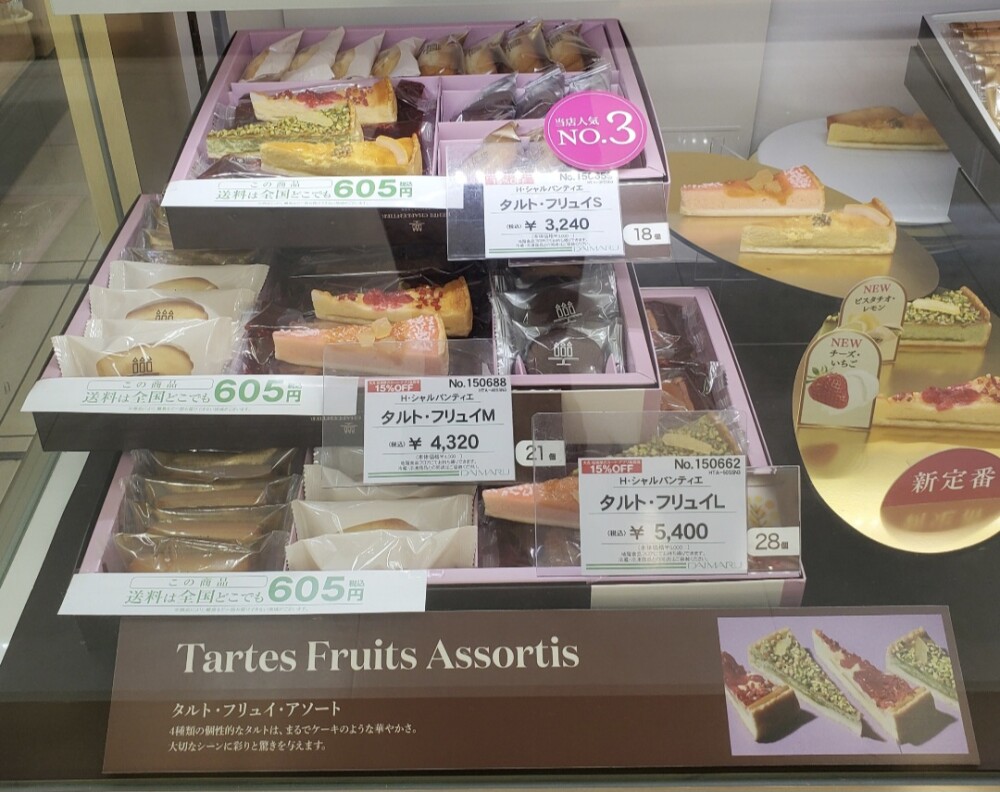 当店人気
NO.3
この商品
送料は全国どこでも605円
税込
No.15
H・シャルパンティエ
タルト・フリュイS
(税込) ¥ 3,240
18個
この商品
送料は全国どこでも605円
税込
15%OFF
No.150688
H・シャルパンティエ
タルト・フリュイM
(税込) ¥ 4,320
21個
NEW
ピスタチオ・
レモン
NEW
チーズ・
いちご
新定番
15%OFF
No.150662
H・シャルパンティエ
タルト・フリュイL
(税込) ¥ 5,400
28個
この商品
送料は全国どこでも605円
税込
Tartes Fruits Assortis
タルト・フリュイ・アソート
4種類の個性的なタルトは、まるでケーキのような華やかさ。
大切なシーンに彩りと驚きを与えます。